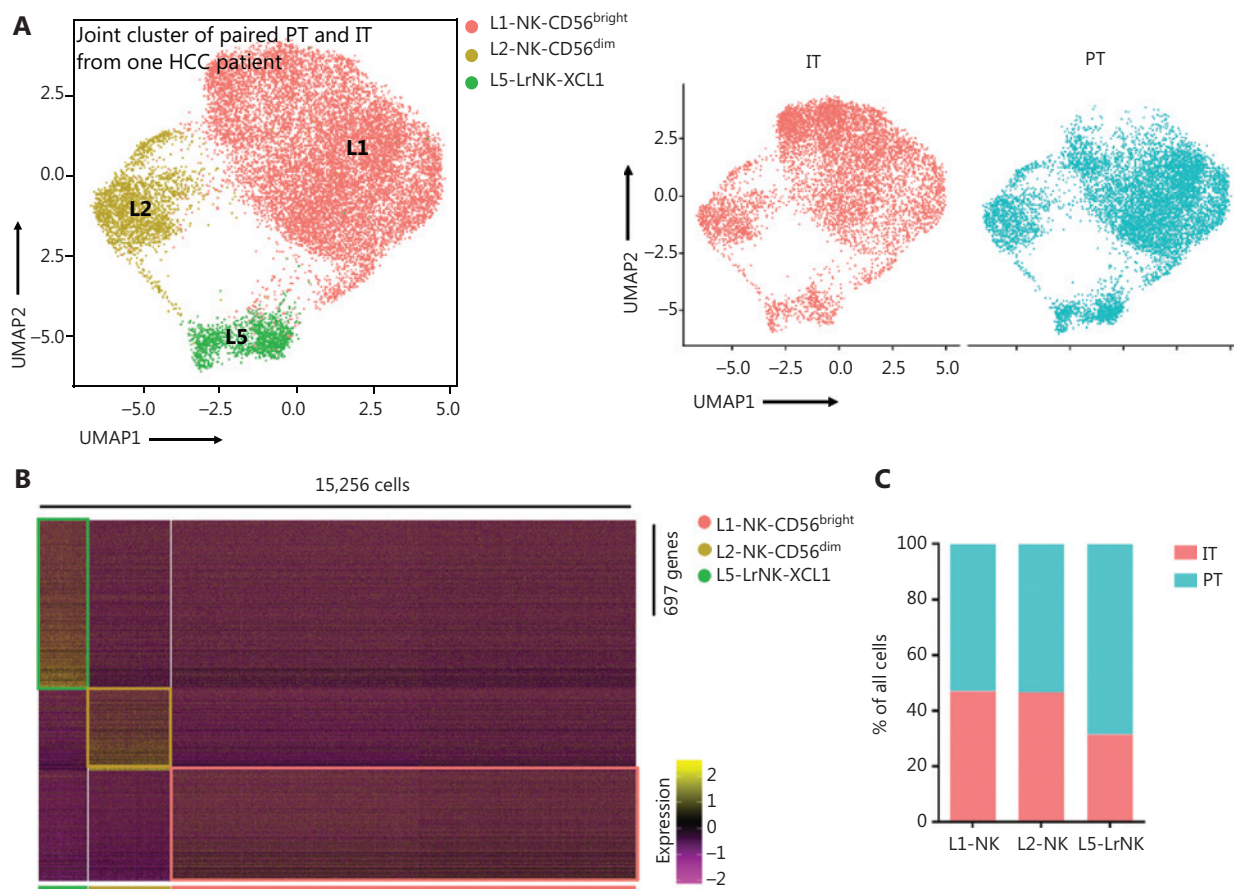 A
Joint cluster of paired PT and IT
from one HCC patient
L1-NK-CD56bright
L2-NK-CD56dim
L5-LrNK-XCL1
L1
L2
L5
2.5
0.0
2.5
−5.0
UMAP2
−5.0
−2.5
0.0
2.5
5.0
UMAP1
IT
PT
2.5
0.0
−2.5
−5
UMAP2
−5.0
−2.5
0.0
2.5
5.0
UMAP1
B
15,256 cells
697 genes
L1-NK-CD56bright
L2-NK-CD56dim
L5-LrNK-XCL1
Expression
2
1
0
−1
−2
C
100
80
60
40
20
0
% of all cells
L1-NK
L2-NK
L5-LrNK
IT
PT